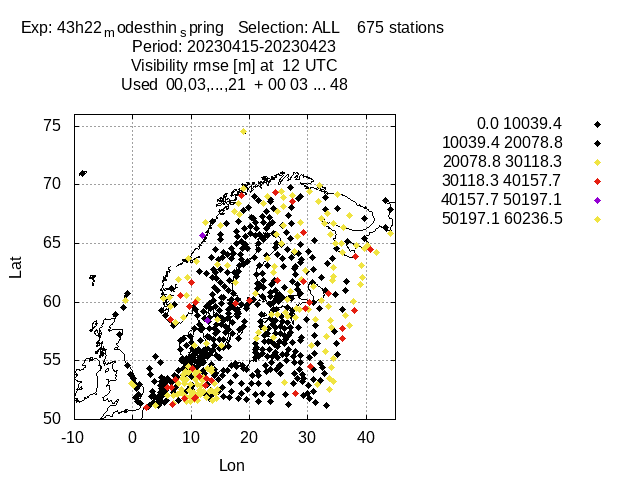 Exp: 43h22modesthinspring Selection: ALL 675 stations
Period: 20230415-20230423
Visibility rmse [m] at 12 UTC
Used 00,03,...,21 + 00 03 ... 48
0.0 10039.4
10039.4 20078.8
20078.8 30118.3
30118.3 40157.7
40157.7 50197.1
50197.1 60236.5
75
70
65
60
55
50
Lat
-10 0 10 20 30 40
Lon